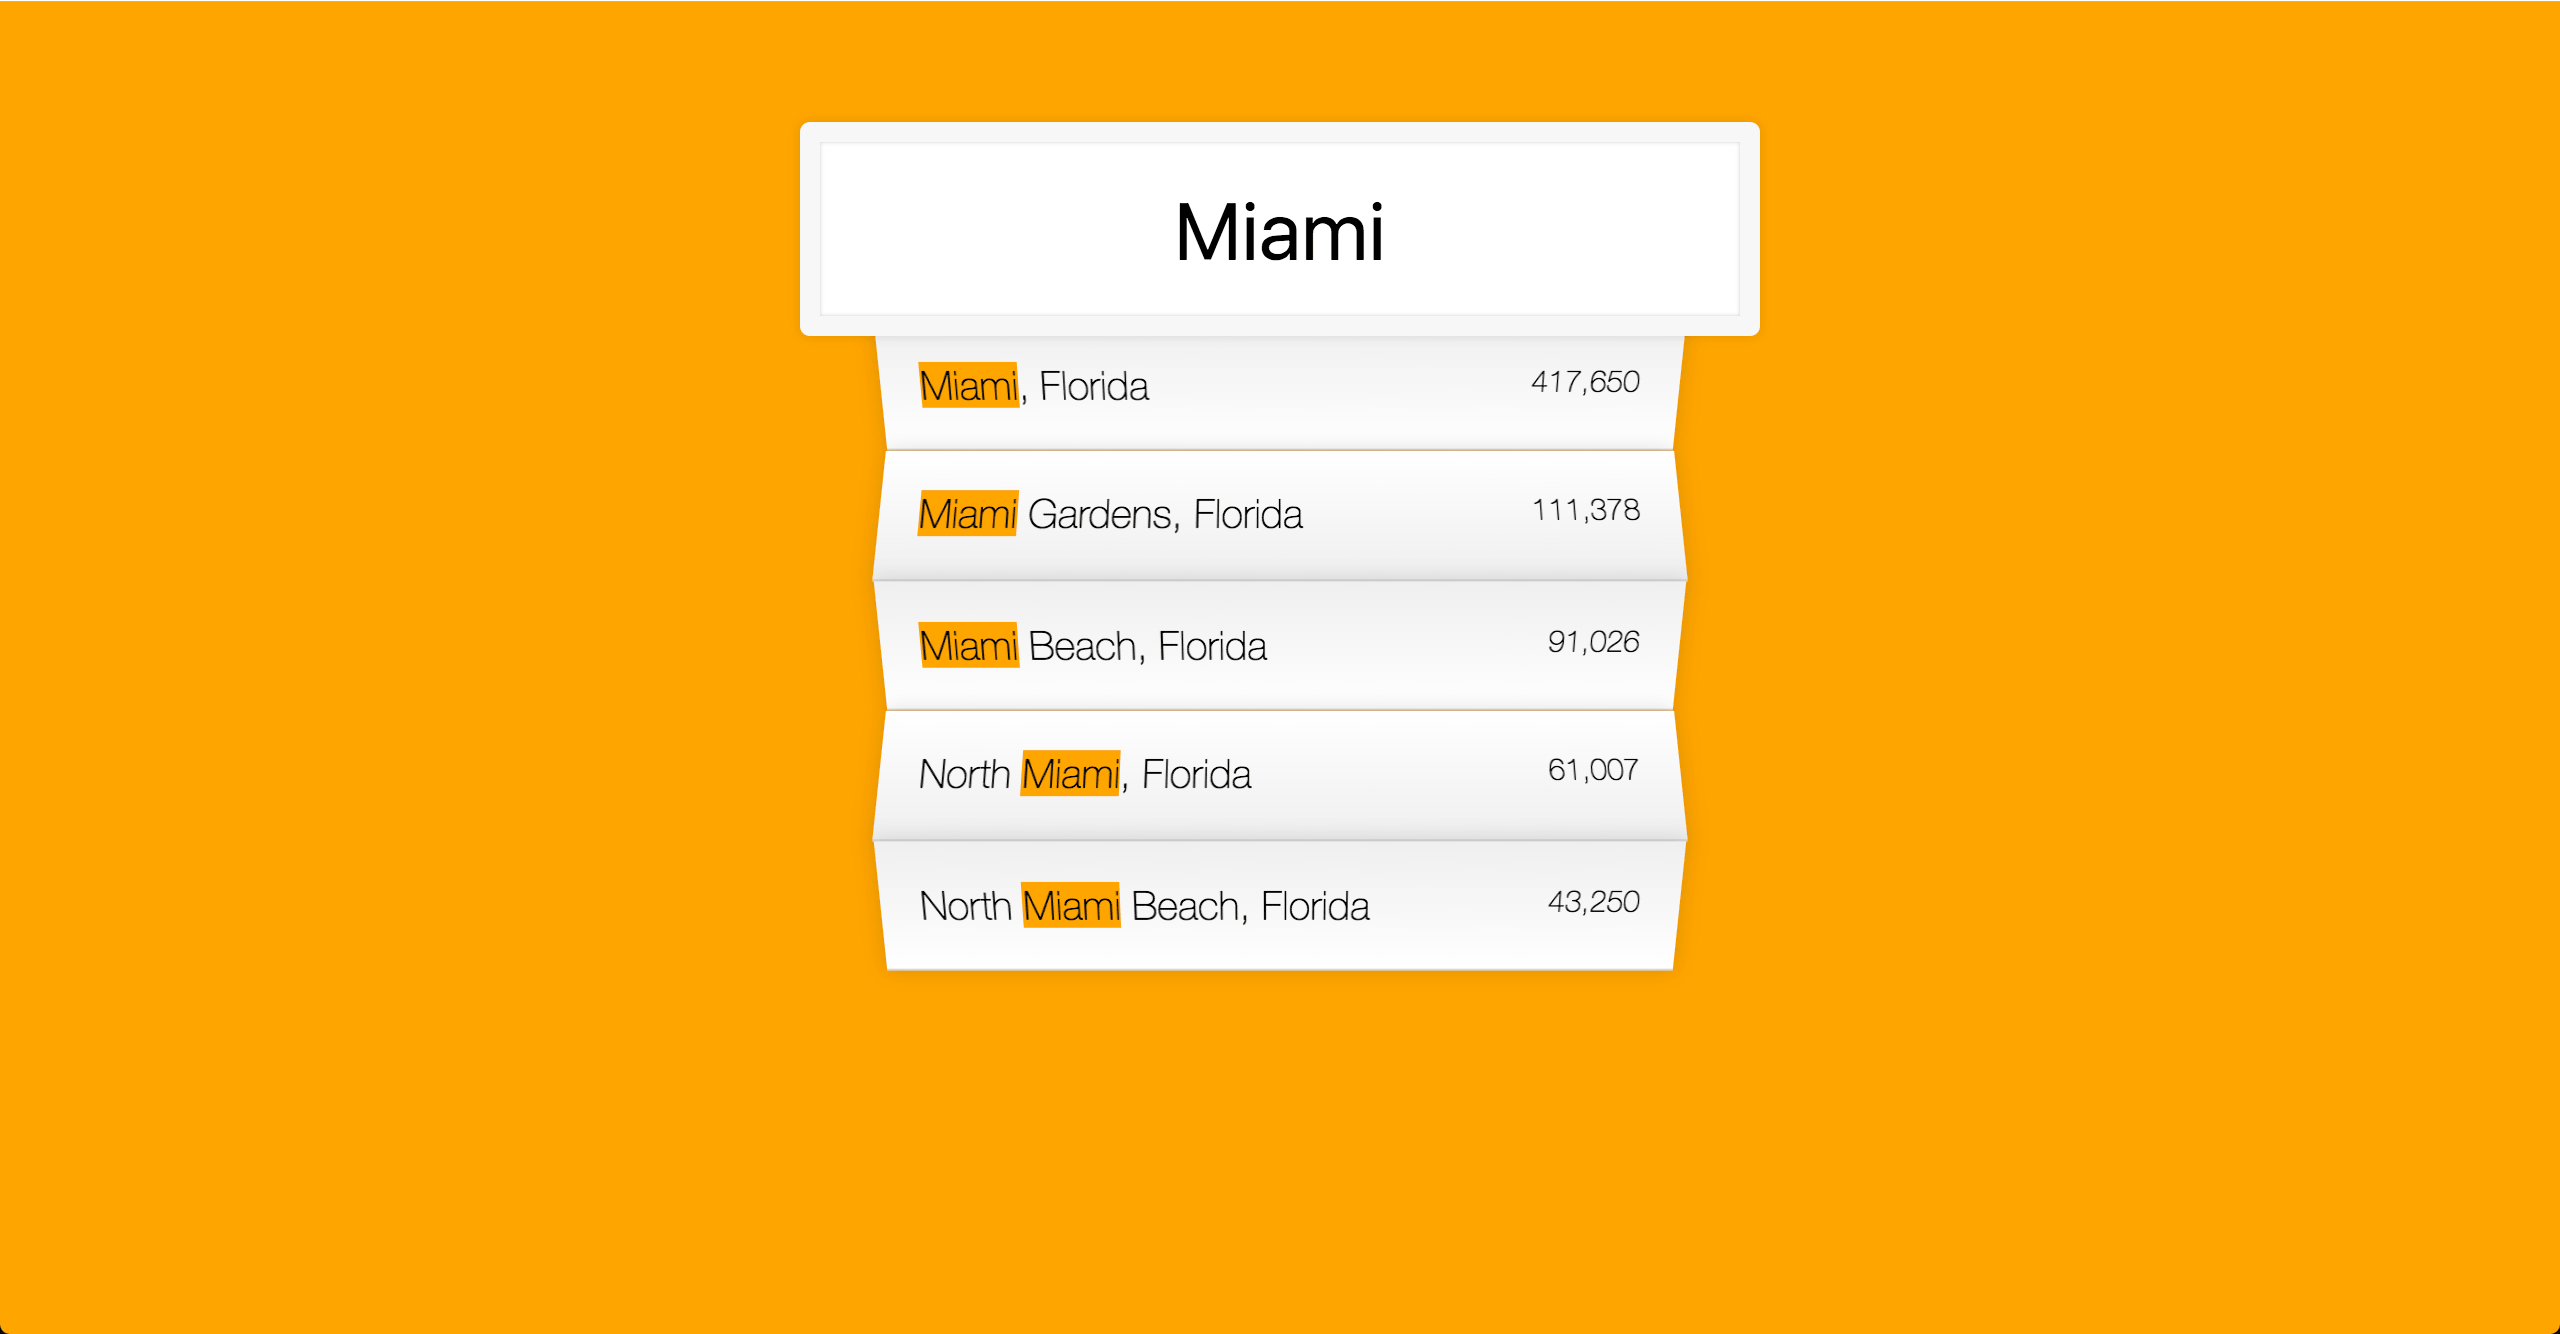 Miami
Miami, Florida 417,650
Miami Gardens, Florida 111,378
Miami Beach, Florida 91,026
North Miami, Florida 61,007
North Miami Beach, Florida 43,250